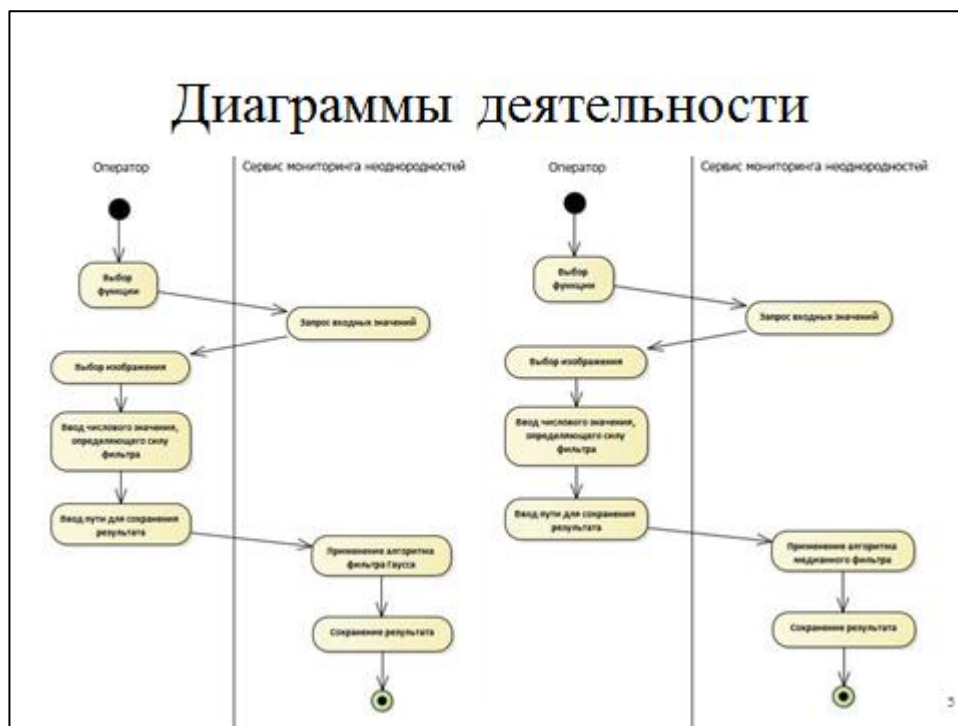 Диаграммы деятельности
Оператор
Сервис мониторинга неоднородностей
Выбор
функции
Запрос входных значений
Выбор изображения
Ввод числового значения,
определяющего силу
фильтра
Ввод пути для сохранения
результата
Применение алгоритма
фильтра Гаусса
Сохранение результата
Оператор
Сервис мониторинга неоднородностей
Выбор
функции
Запрос входных значений
Выбор изображения
Ввод числового значения,
определяющего силу
фильтра
Ввод пути для сохранения
результата
Применение алгоритма
медианного фильтра
Сохранение результата
5